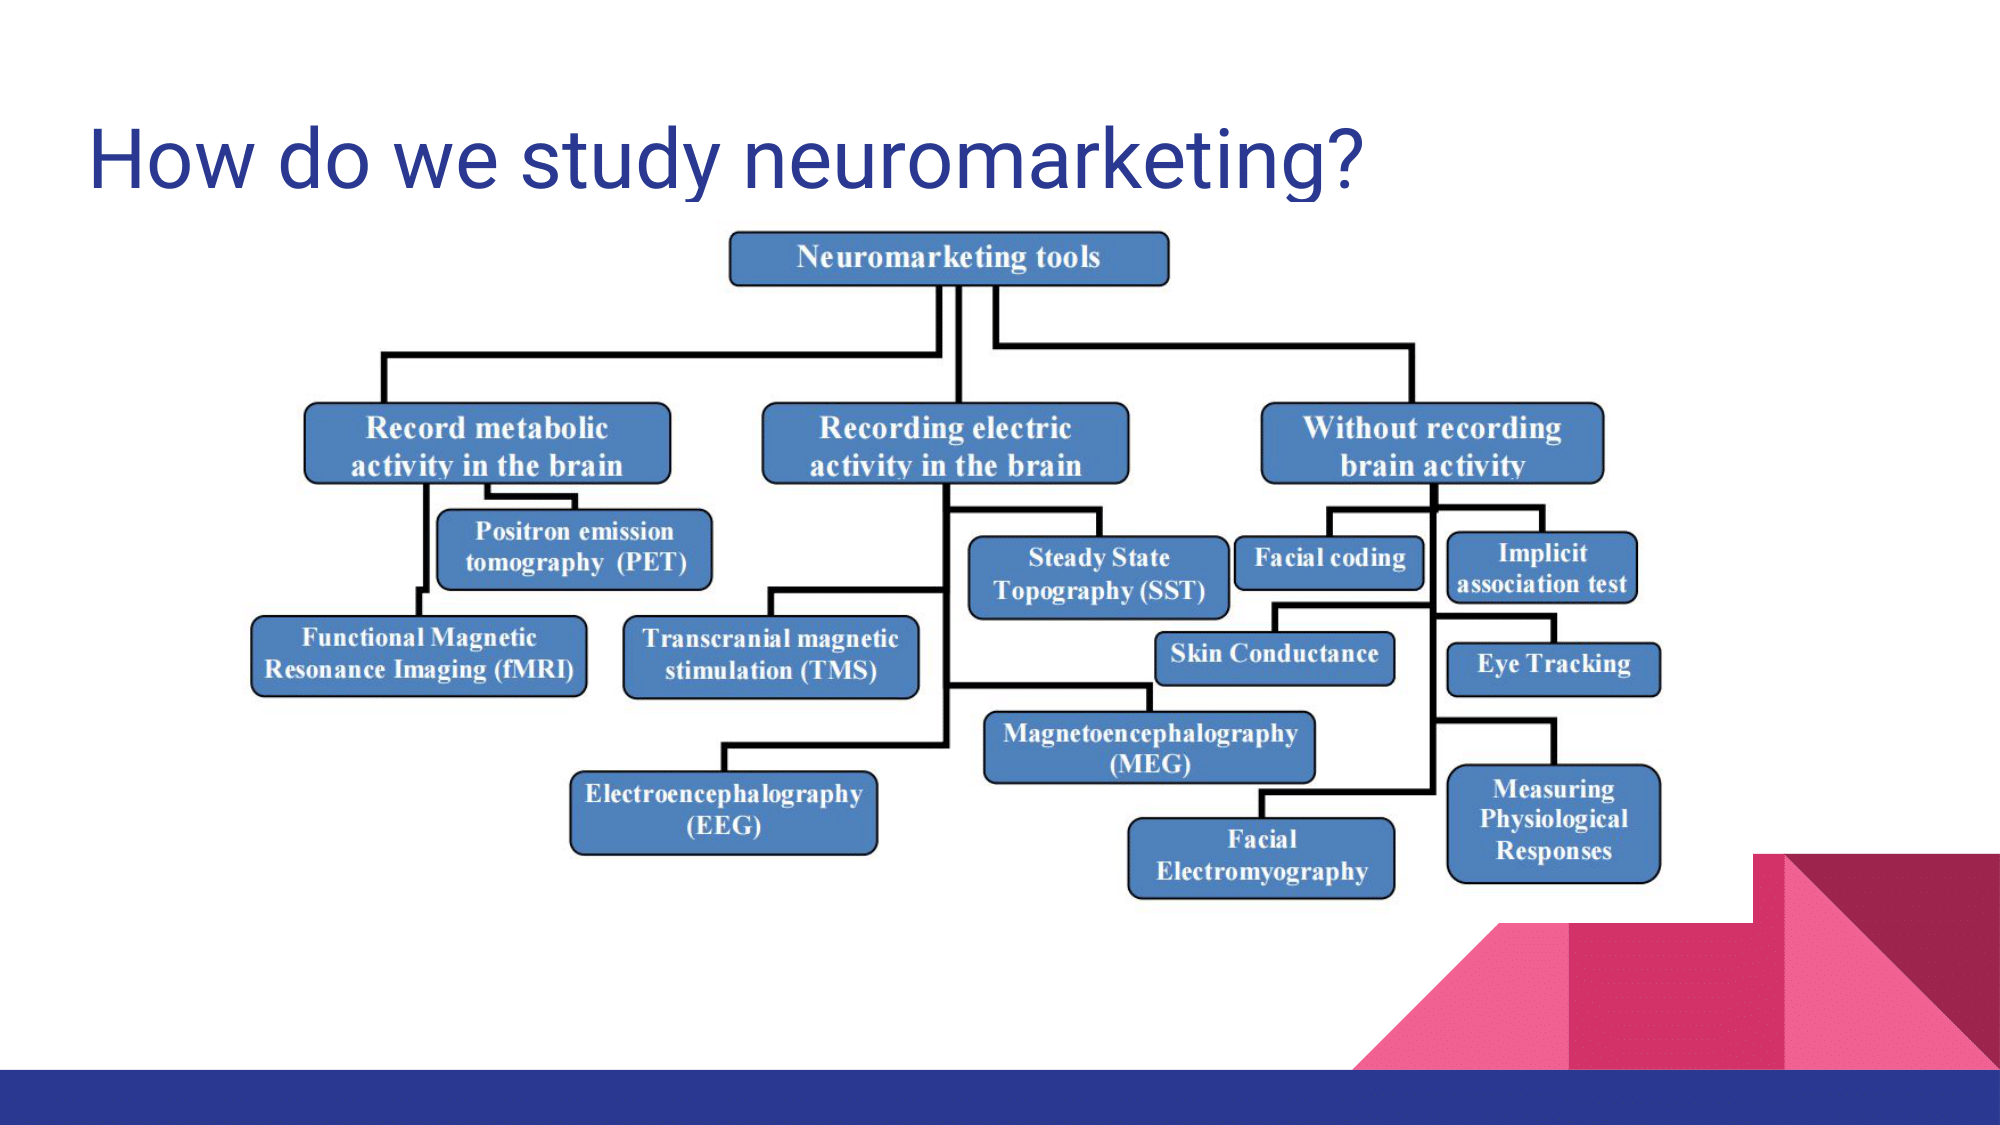 How do we study neuromarketing?
Neuromarketing tools
Record metabolic
activity in the brain
Recording electric
activity in the brain
Without recording
brain activity
Positron emission
tomography (PET)
Functional Magnetic
Resonance Imaging (fMRI)
Steady State
Topography (SST)
Transcranial magnetic
stimulation (TMS)
Magnetoencephalography
(MEG)
Electroencephalography
(EEG)
Facial coding
Implicit
association test
Skin Conductance
Eye Tracking
Measuring
Physiological
Responses
Facial
Electromyography